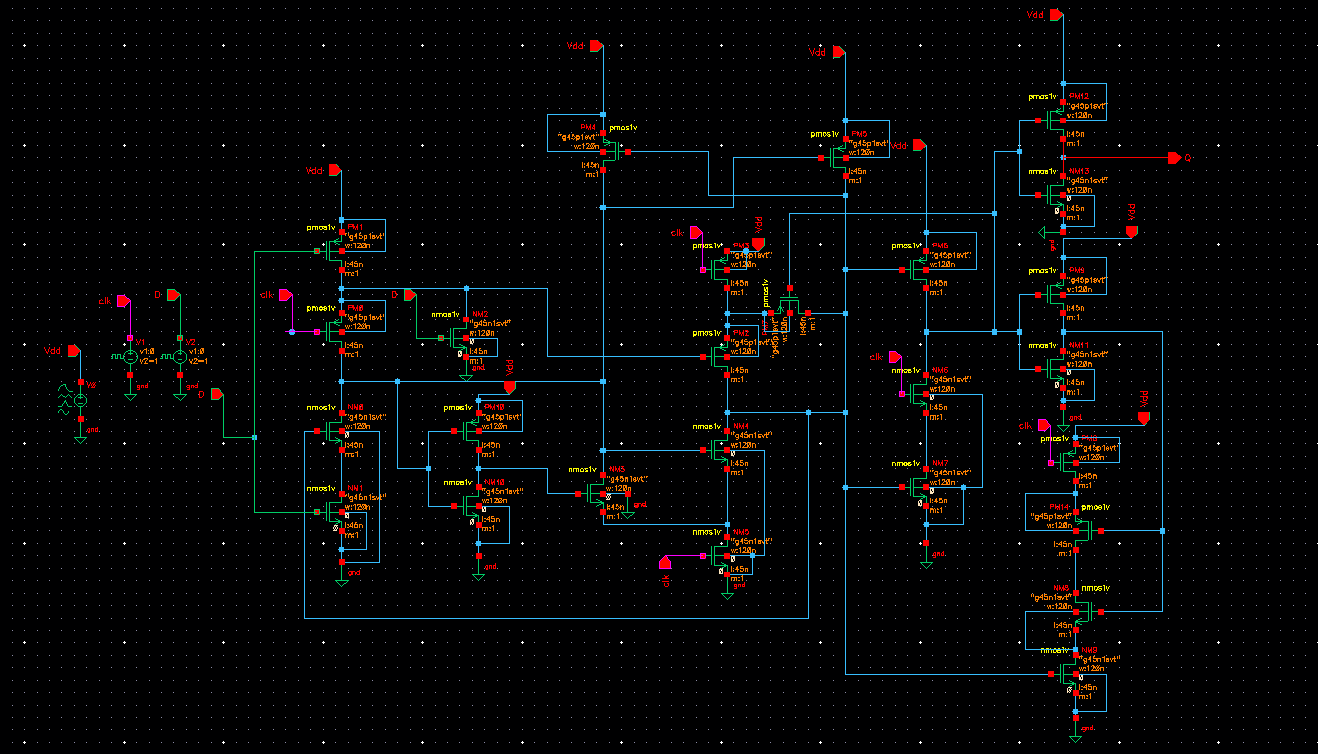 Vdd
Vdd
Vdd
PM12
pmos1v
"g45p1svt"
w:120n
l:45n
m:1
PM4
pmos1v
"g45p1svt"
w:120n
l:45n
m:1
pmos1v
PM5
"g45p1svt"
w:120n
l:45n
m:1
Vdd
Q
nmos1v
NM13
"g45n1svt"
w:120n
l:45n
m:1
gnd
Vdd
Vdd
pmos1v
PM1
"g45p1svt"
w:120n
l:45n
m:1
clk
Vdd
pmos1v
PM3
"g45p1svt"
w:120n
l:45n
m:1
pmos1v
PM6
"g45p1svt"
w:120n
l:45n
m:1
pmos1v
PM9
"g45p1svt"
w:120n
l:45n
m:1
clk
V1
v1:0
v2=1
gnd
D
V2
v1:0
v2=1
gnd
clk
pmos1v
PM0
"g45p1svt"
w:120n
l:45n
m:1
D
nmos1v
NM2
"g45n1svt"
w:120n
l:45n
m:1
gnd
pmos1v
"g45p1svt"
w:120n
l:45n
m:1
pmos1v
PM2
"g45p1svt"
w:120n
l:45n
m:1
Vdd
gnd
D
clk
nmos1v
NM6
"g45n1svt"
w:120n
l:45n
m:1
nmos1v
NM11
"g45n1svt"
w:120n
l:45n
m:1
gnd
Vdd
nmos1v
NM0
"g45n1svt"
w:120n
l:45n
m:1
Vdd
pmos1v
PM10
"g45p1svt"
w:120n
l:45n
m:1
nmos1v
NM4
"g45n1svt"
w:120n
l:45n
m:1
clk
pmos1v
"g45p1svt"
w:120n
l:45n
m:1
nmos1v
NM1
"g45n1svt"
w:120n
l:45n
m:1
gnd
nmos1v
NM10
"g45n1svt"
w:120n
l:45n
m:1
gnd
nmos1v
NM3
"g45n1svt"
w:120n
l:45n
m:1
gnd
nmos1v
NM7
"g45n1svt"
w:120n
l:45n
m:1
gnd
PM14
pmos1v
"g45p1svt"
w:120n
l:45n
m:1
clk
nmos1v
NM5
"g45n1svt"
w:120n
l:45n
m:1
gnd
nmos1v
"g45n1svt"
w:120n
l:45n
m:1
nmos1v
NM9
"g45n1svt"
w:120n
l:45n
m:1
gnd